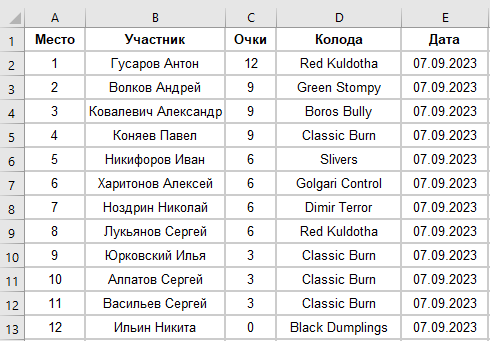 A B C D E
1 Место Участник Очки Колода Дата
2 1 Гусаров Антон 12 Red Kuldotha 07.09.2023
3 2 Волков Андрей 9 Green Stompy 07.09.2023
4 3 Ковалевич Александр 9 Boros Bully 07.09.2023
5 4 Коняев Павел 9 Classic Burn 07.09.2023
6 5 Никифоров Иван 6 Slivers 07.09.2023
7 6 Харитонов Алексей 6 Golgari Control 07.09.2023
8 7 Ноздрин Николай 6 Dimir Terror 07.09.2023
9 8 Лукьянов Сергей 6 Red Kuldotha 07.09.2023
10 9 Юрковский Илья 3 Classic Burn 07.09.2023
11 10 Алпатов Сергей 3 Classic Burn 07.09.2023
12 11 Васильев Сергей 3 Classic Burn 07.09.2023
13 12 Ильин Никита 0 Black Dumplings 07.09.2023